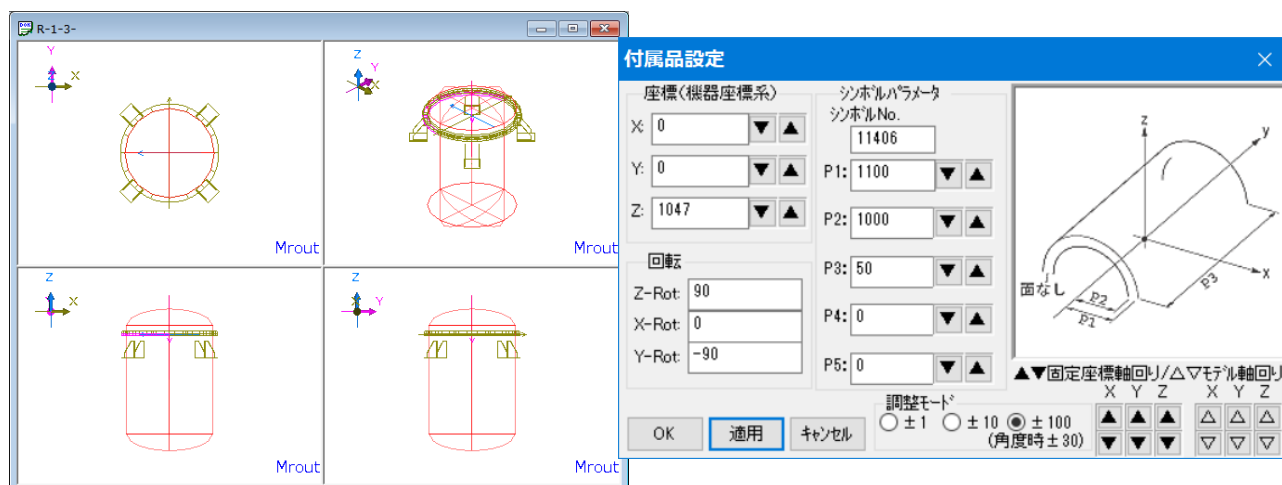 R-1-3-
Y
Z
X
Mrout
Z
Y
X
Mrout
Z
Y
X
Mrout
Z
X
Y
Mrout
付属品設定
座標(機器座標系)
X: 0
Y: 0
Z: 1047
回転
Z-Rot: 90
X-Rot: 0
Y-Rot: -90
シンボルパラメータ
シンボルNo.
11406
P1: 1100
P2: 1000
P3: 50
P4: 0
P5: 0
z
y
x
面なし
P2
P1
P3
▲▼固定座標軸回り/△▽モデル軸回り
X Y Z X Y Z
調整モード
±1 ±10 ±100
(角度時±30)
OK 適用 キャンセル